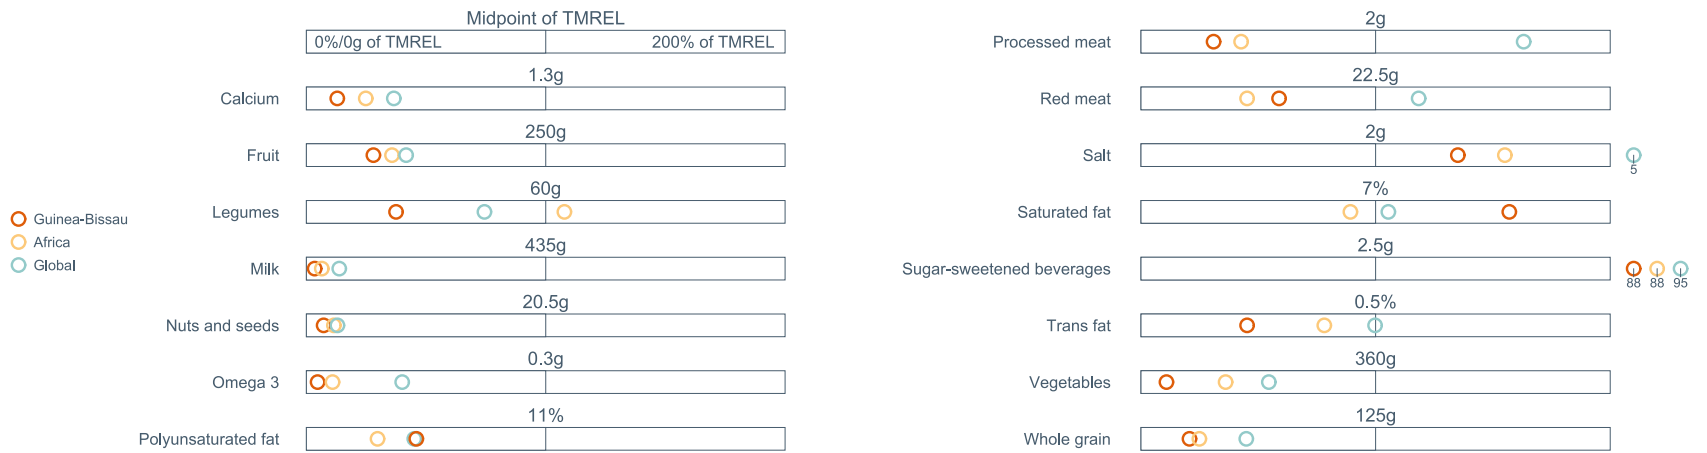 Midpoint of TMREL
0%/0g of TMREL
200% of TMREL
1.3g
Calcium
250g
Fruit
60g
Legumes
435g
Milk
20.5g
Nuts and seeds
0.3g
Omega 3
11%
Polyunsaturated fat
Guinea-Bissau
Africa
Global
2g
Processed meat
22.5g
Red meat
2g
Salt
5
7%
Saturated fat
2.5g
Sugar-sweetened beverages
88 88 95
0.5%
Trans fat
360g
Vegetables
125g
Whole grain